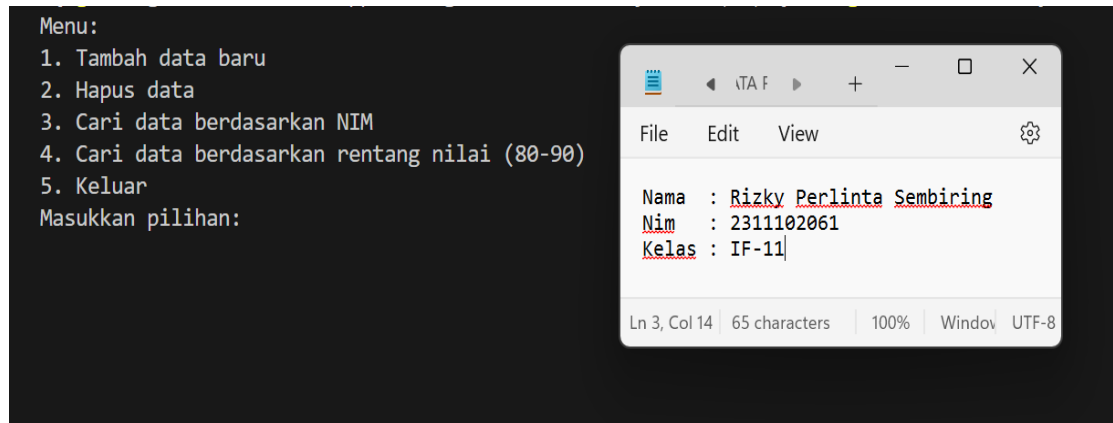 Menu:
1. Tambah data baru
2. Hapus data
3. Cari data berdasarkan NIM
4. Cari data berdasarkan rentang nilai (80-90)
5. Keluar
Masukkan pilihan:
File Edit View
Nama : Rizky Perlinta Sembiring
Nim : 2311102061
Kelas : IF-11
Ln 3, Col 14 65 characters 100% Window UTF-8